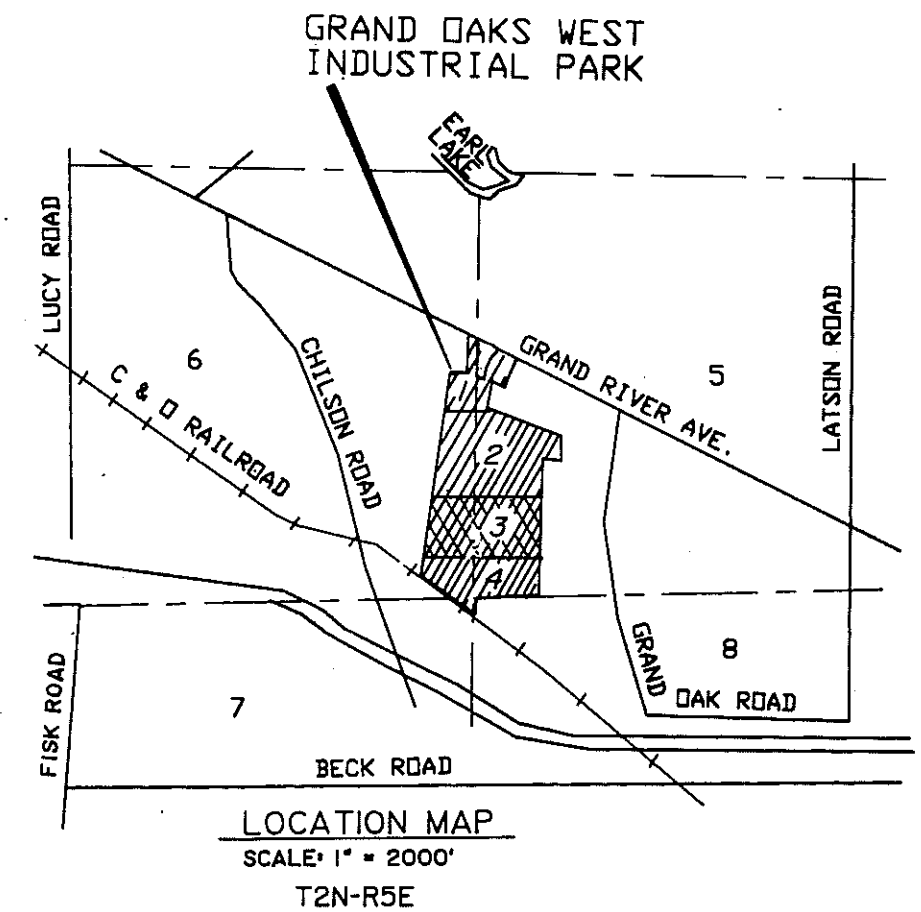 GRAND OAKS WEST
INDUSTRIAL PARK
EARL
LAKE
LUCY ROAD
6
C & O RAILROAD
CHILSON ROAD
GRAND RIVER AVE.
5
LATSON ROAD
2
3
4
8
GRAND OAK ROAD
FISK ROAD
7
BECK ROAD
LOCATION MAP
SCALE: 1" = 2000'
T2N-R5E